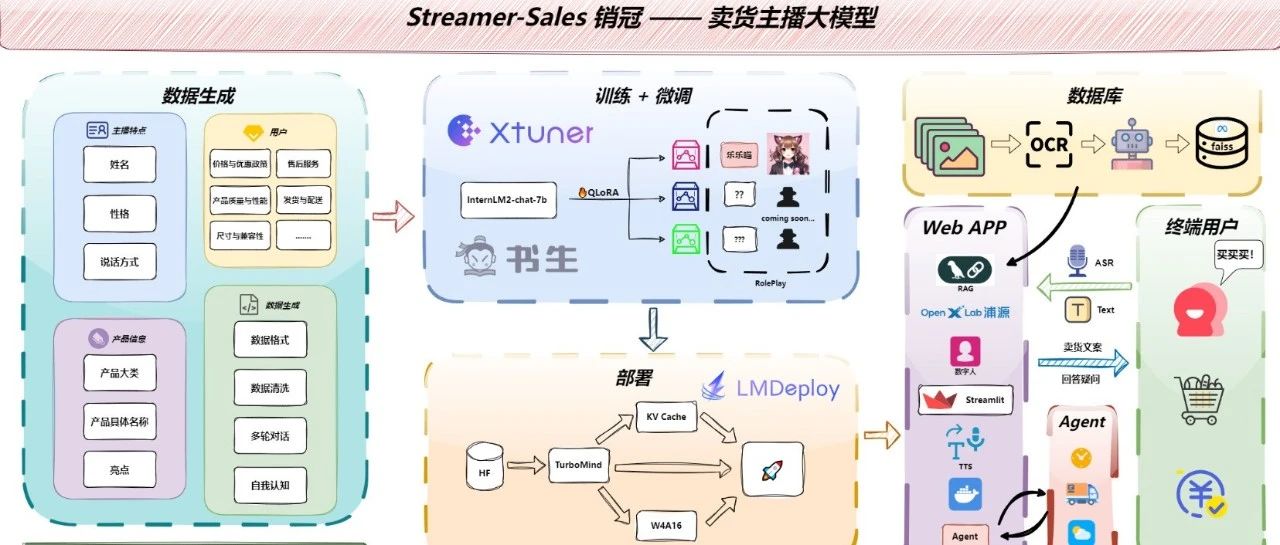 Streamer-Sales 销冠 —— 卖货主播大模型
数据生成
主播特点
姓名
性格
说话方式
用户
价格与优惠政策
售后服务
产品质量与性能
发货与配送
尺寸与兼容性
.......
产品信息
产品大类
产品具体名称
亮点
数据生成
数据格式
数据清洗
多轮对话
自我认知
训练 + 微调
Xtuner
InternLM2-chat-7b
QLoRA
书生
乐乐喵
??
coming soon...
???
RolePlay
部署
LMDeploy
HF
TurboMind
KV Cache
W4A16
数据库
OCR
faiss
Web APP
RAG
OpenXLab浦源
数字人
Streamlit
T
TTS
Agent
ASR
T
Text
卖货文案
回答疑问
Agent
终端用户
买买买！
¥